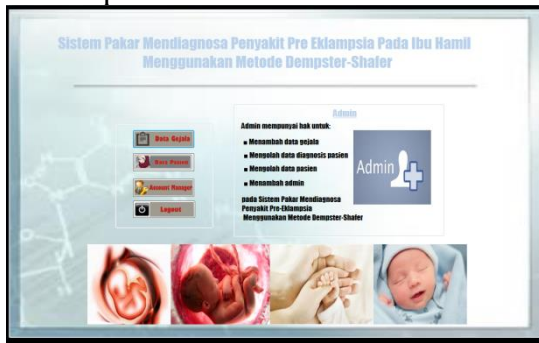 Sistem Pakar Mendiagnosa Penyakit Pre Eklampsia Pada Ibu Hamil
Menggunakan Metode Dempster-Shafer
Data Gejala
Data Pasien
Account Manager
Logout
Admin
Admin mempunyai hak untuk:
Menambah data gejala
Mengolah data diagnosis pasien
Mengolah data pasien
Menambah admin
pada Sistem Pakar Mendiagnosa
Penyakit Pre-Eklampsia
Menggunakan Metode Dempster-Shafer
Admin